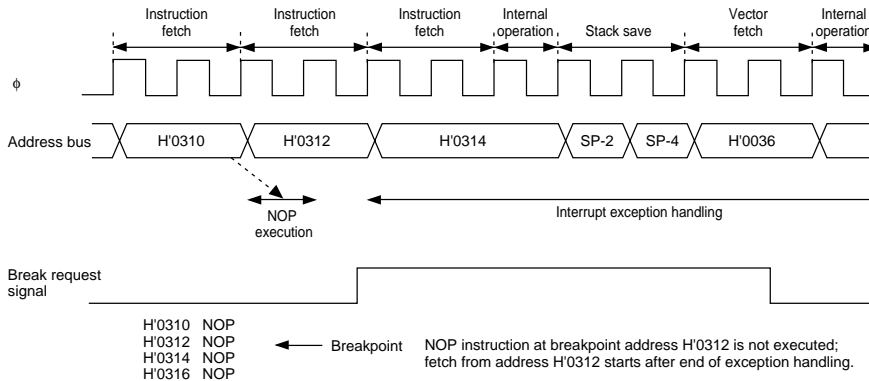 Instruction fetch
Instruction fetch
Instruction fetch
Internal operation
Stack save
Vector fetch
Internal operation
φ
Address bus
H'0310
H'0312
H'0314
SP-2
SP-4
H'0036
NOP execution
Interrupt exception handling
Break request signal
H'0310 NOP
H'0312 NOP
H'0314 NOP
H'0316 NOP
Breakpoint
NOP instruction at breakpoint address H'0312 is not executed;
fetch from address H'0312 starts after end of exception handling.